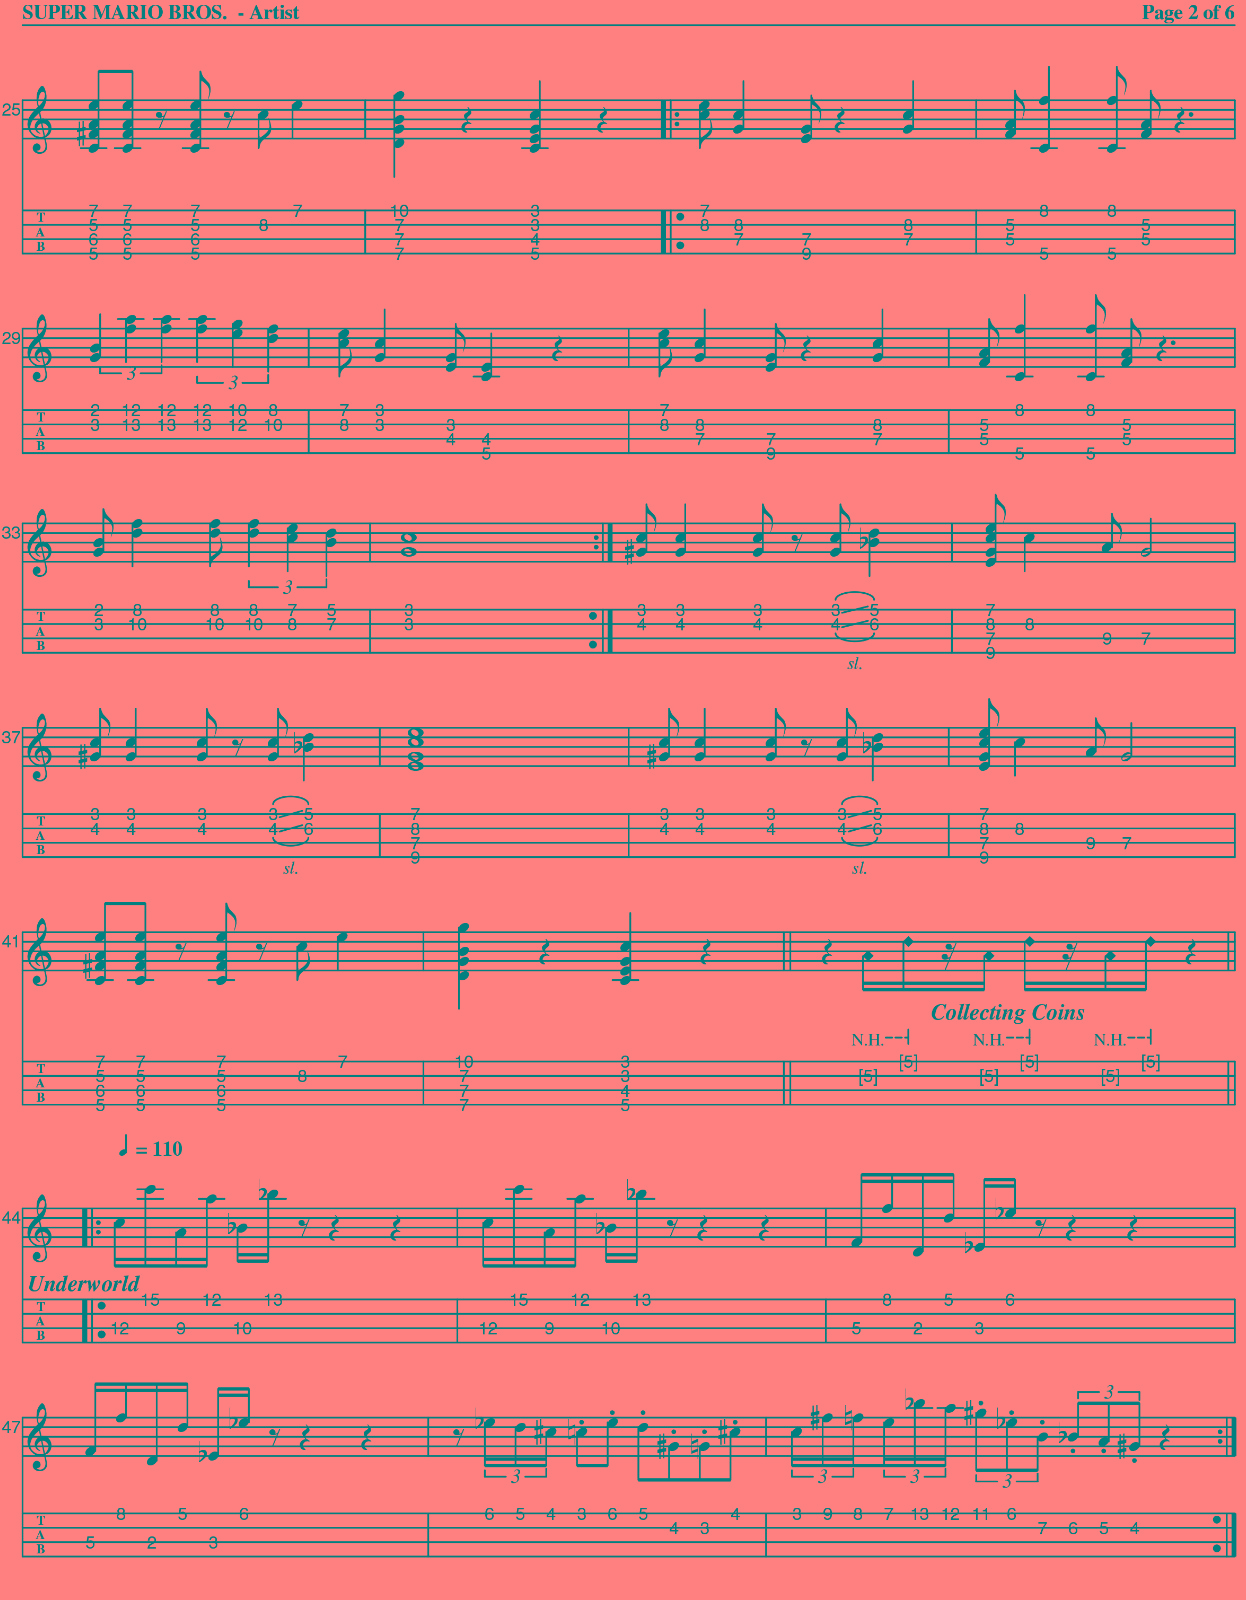 SUPER MARIO BROS. - Artist Page 2 of 6
25
T 7 7 7 7 10 3 7 8 8
A 5 5 5 8 7 3 8 8 8 5 5
6 6 6 7 4 7 7 7 5 5
B 5 5 5 7 5 9 5 5
29
3 3
T 2 12 12 12 10 8 7 3 7 8 8
A 3 13 13 13 12 10 8 3 3 8 8 8 5 5
4 4 7 7 7 5 5
B 5 9 5 5
33
3
T 2 8 8 8 7 5 3 3 3 3 3 5 7
A 3 10 10 10 8 7 3 4 4 4 4 6 8 8
7 9 7
B 9
sl.
37
T 3 3 3 3 5 7 3 3 3 3 5 7
A 4 4 4 4 6 8 4 4 4 4 6 8 8
7 7 9 7
B 9 9
sl. sl.
41
Collecting Coins
N.H. N.H. N.H.
T 7 7 7 7 10 3 [5] [5] [5]
A 5 5 5 8 7 3 [5] [5] [5]
6 6 6 7 4
B 5 5 5 7 5
= 110
44
Underworld
T 15 12 13 15 12 13 8 5 6
A
B 12 9 10 12 9 10 5 2 3
47
3
3 3 3 3
T 8 5 6 6 5 4 3 6 5 4 3 9 8 7 13 12 11 6
A 4 3 7 6 5 4
B 5 2 3